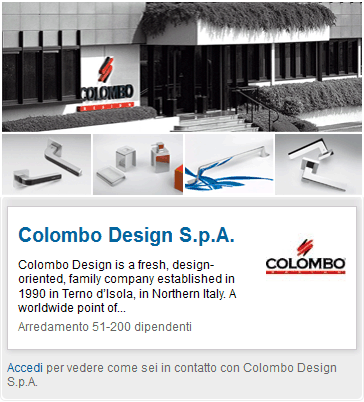 COLOMBO
DESIGN
Colombo Design S.p.A.
Colombo Design is a fresh, design-
oriented, family company established in
1990 in Terno d'Isola, in Northern Italy. A
worldwide point of...
Arredamento 51-200 dipendenti
COLOMBO
DESIGN
Accedi per vedere come sei in contatto con Colombo Design
S.p.A.